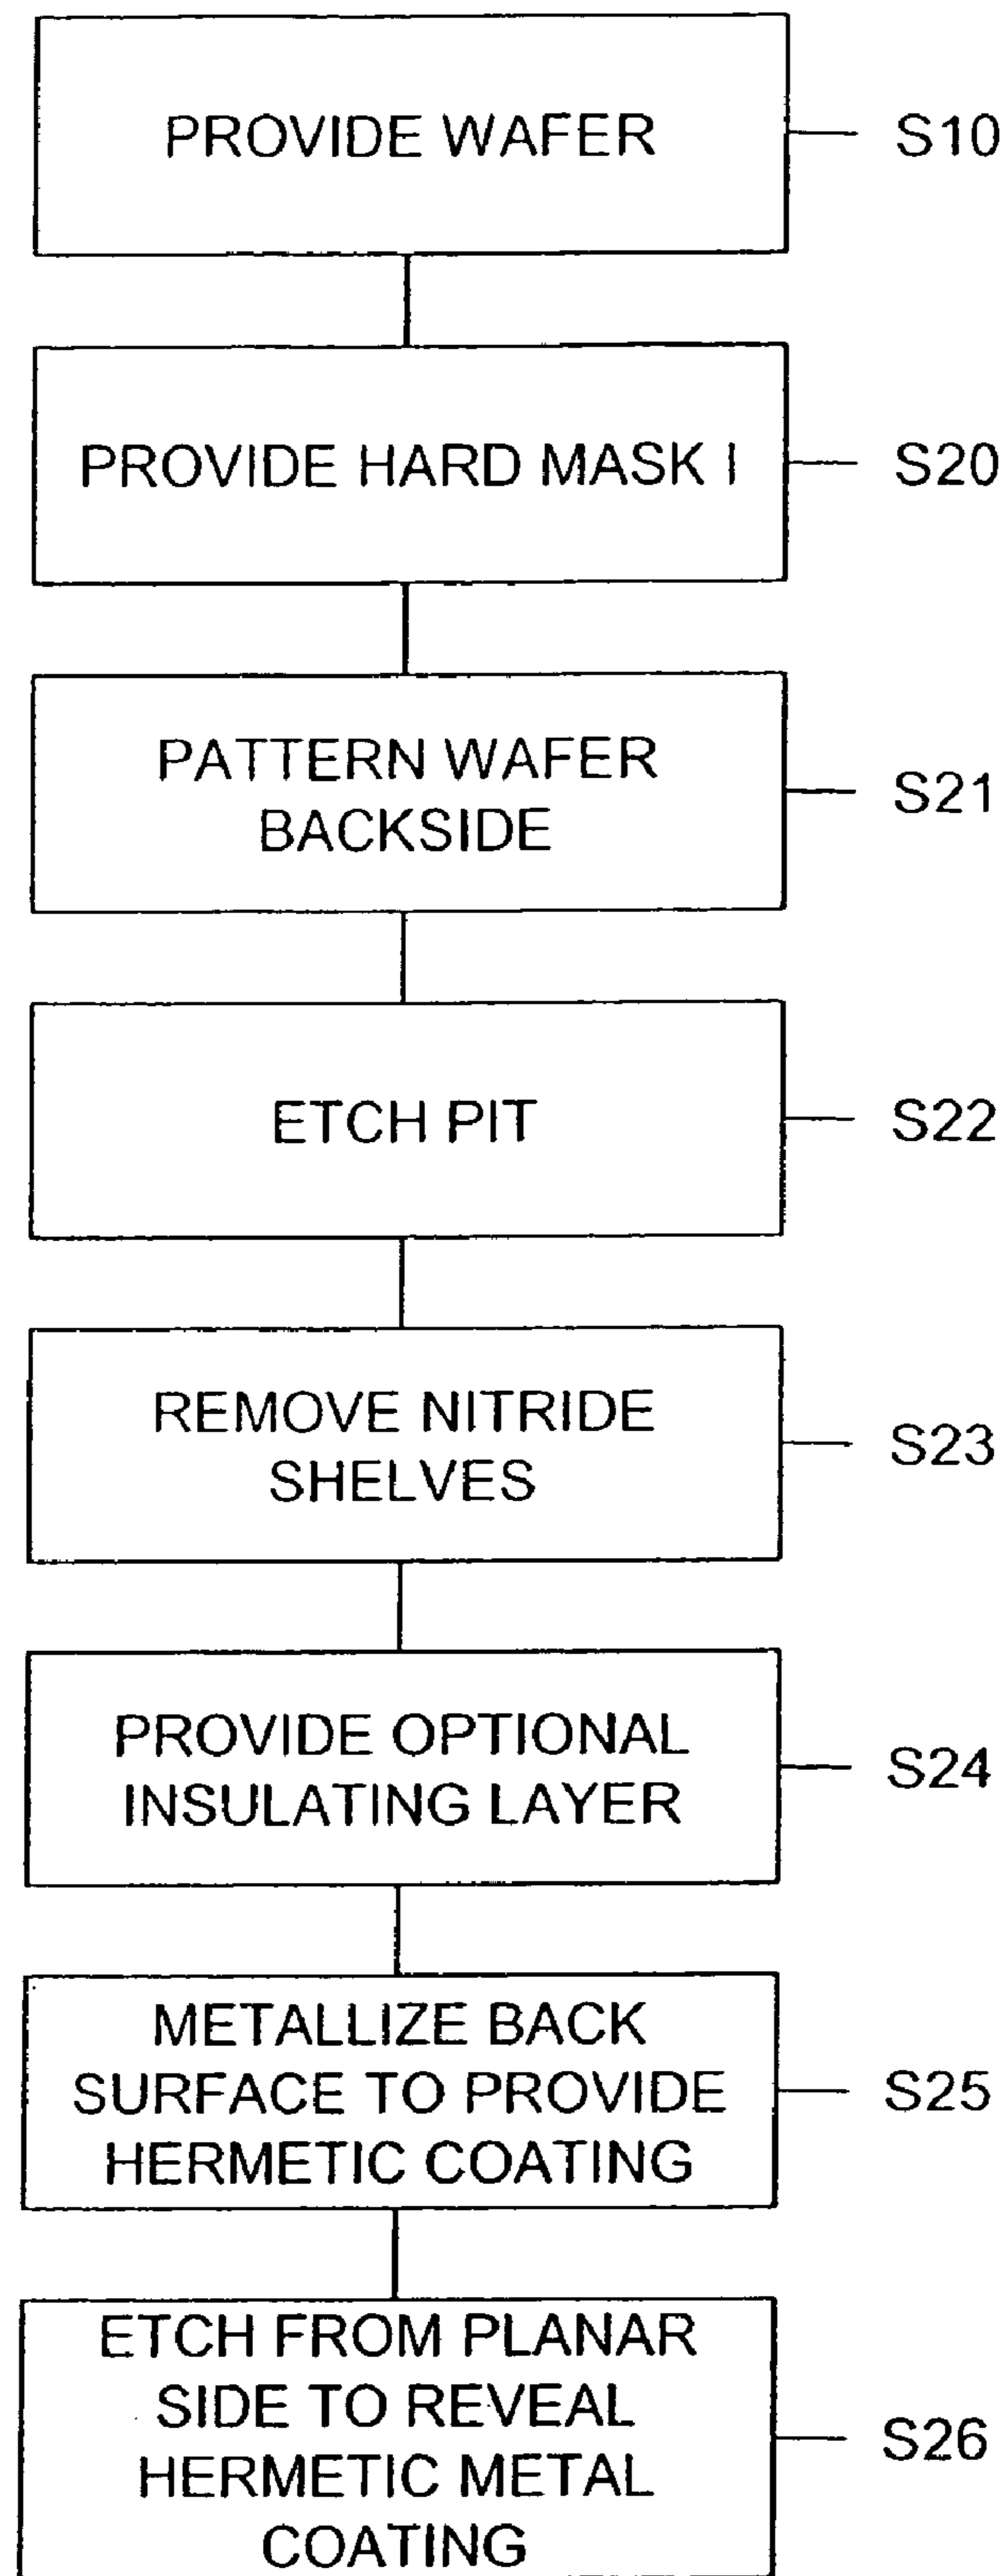 PROVIDE WAFER
S10
PROVIDE HARD MASK I
S20
PATTERN WAFER
BACKSIDE
S21
ETCH PIT
S22
REMOVE NITRIDE
SHELVES
S23
PROVIDE OPTIONAL
INSULATING LAYER
S24
METALLIZE BACK
SURFACE TO PROVIDE
HERMETIC COATING
S25
ETCH FROM PLANAR
SIDE TO REVEAL
HERMETIC METAL
COATING
S26